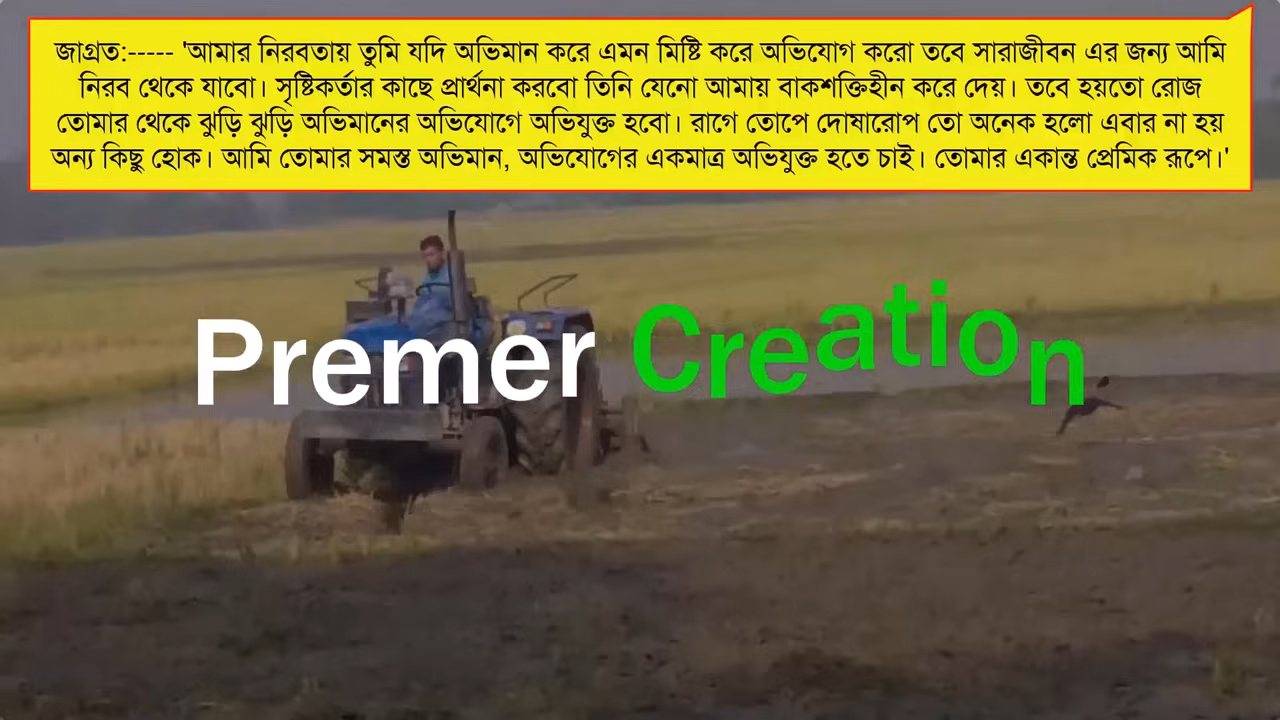 জাগ্রত:----- 'আমার নিরবতায় তুমি যদি অভিমান করে এমন মিষ্টি করে অভিযোগ করো তবে সারাজীবন এর জন্য আমি
নিরব থেকে যাবো। সৃষ্টিকর্তার কাছে প্রার্থনা করবো তিনি যেনো আমায় বাকশক্তিহীন করে দেয়। তবে হয়তো রোজ
তোমার থেকে ঝুড়ি ঝুড়ি অভিমানের অভিযোগে অভিযুক্ত হবো। রাগে তোপে দোষারোপ তো অনেক হলো এবার না হয়
অন্য কিছু হোক। আমি তোমার সমস্ত অভিমান, অভিযোগের একমাত্র অভিযুক্ত হতে চাই। তোমার একান্ত প্রেমিক রূপে।'
Premer Creation